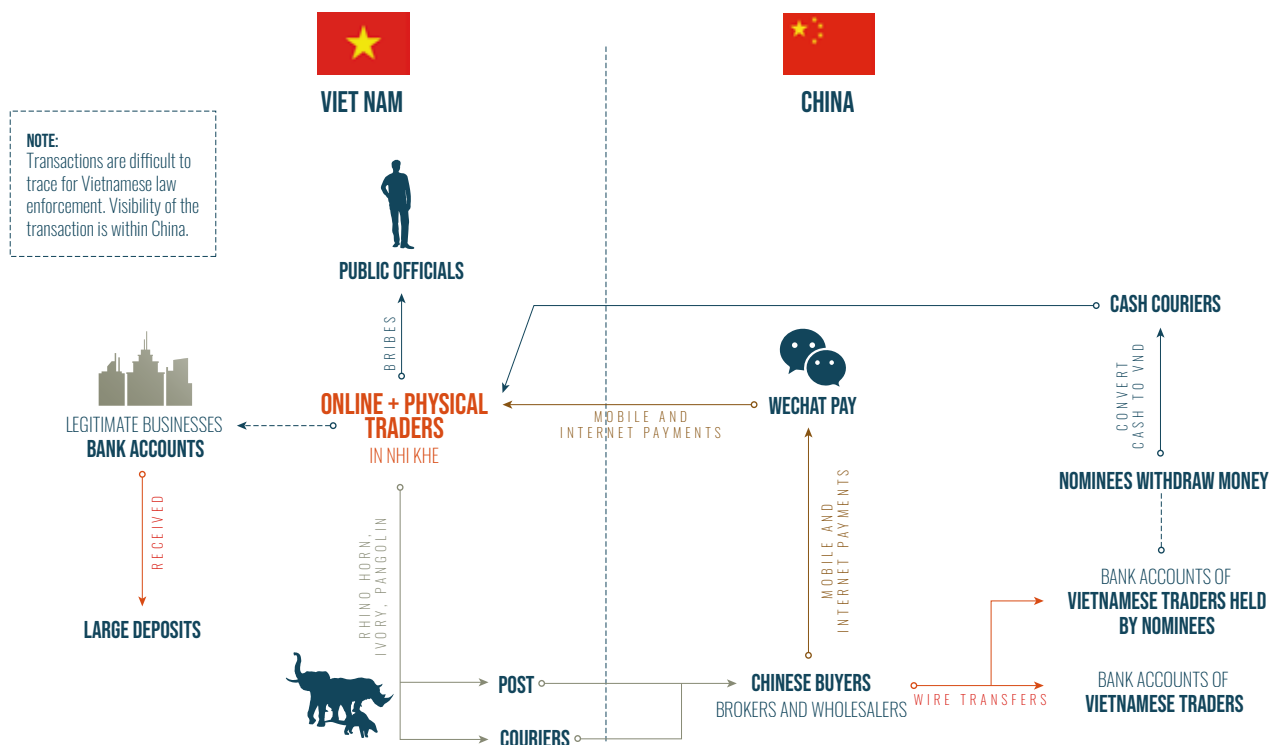 VIET NAM
CHINA
NOTE:
Transactions are difficult to
trace for Vietnamese law
enforcement. Visibility of the
transaction is within China.
PUBLIC OFFICIALS
BRIBES
CASH COURIERS
CONVERT
CASH TO VND
LEGITIMATE BUSINESSES
BANK ACCOUNTS
ONLINE + PHYSICAL
TRADERS
IN NHI KHE
MOBILE AND
INTERNET PAYMENTS
WECHAT PAY
NOMINEES WITHDRAW MONEY
RECEIVED
LARGE DEPOSITS
RHINO HORN,
IVORY, PANGOLIN
MOBILE AND
INTERNET PAYMENTS
BANK ACCOUNTS OF
VIETNAMESE TRADERS HELD
BY NOMINEES
POST
COURIERS
CHINESE BUYERS
BROKERS AND WHOLESALERS
WIRE TRANSFERS
BANK ACCOUNTS OF
VIETNAMESE TRADERS